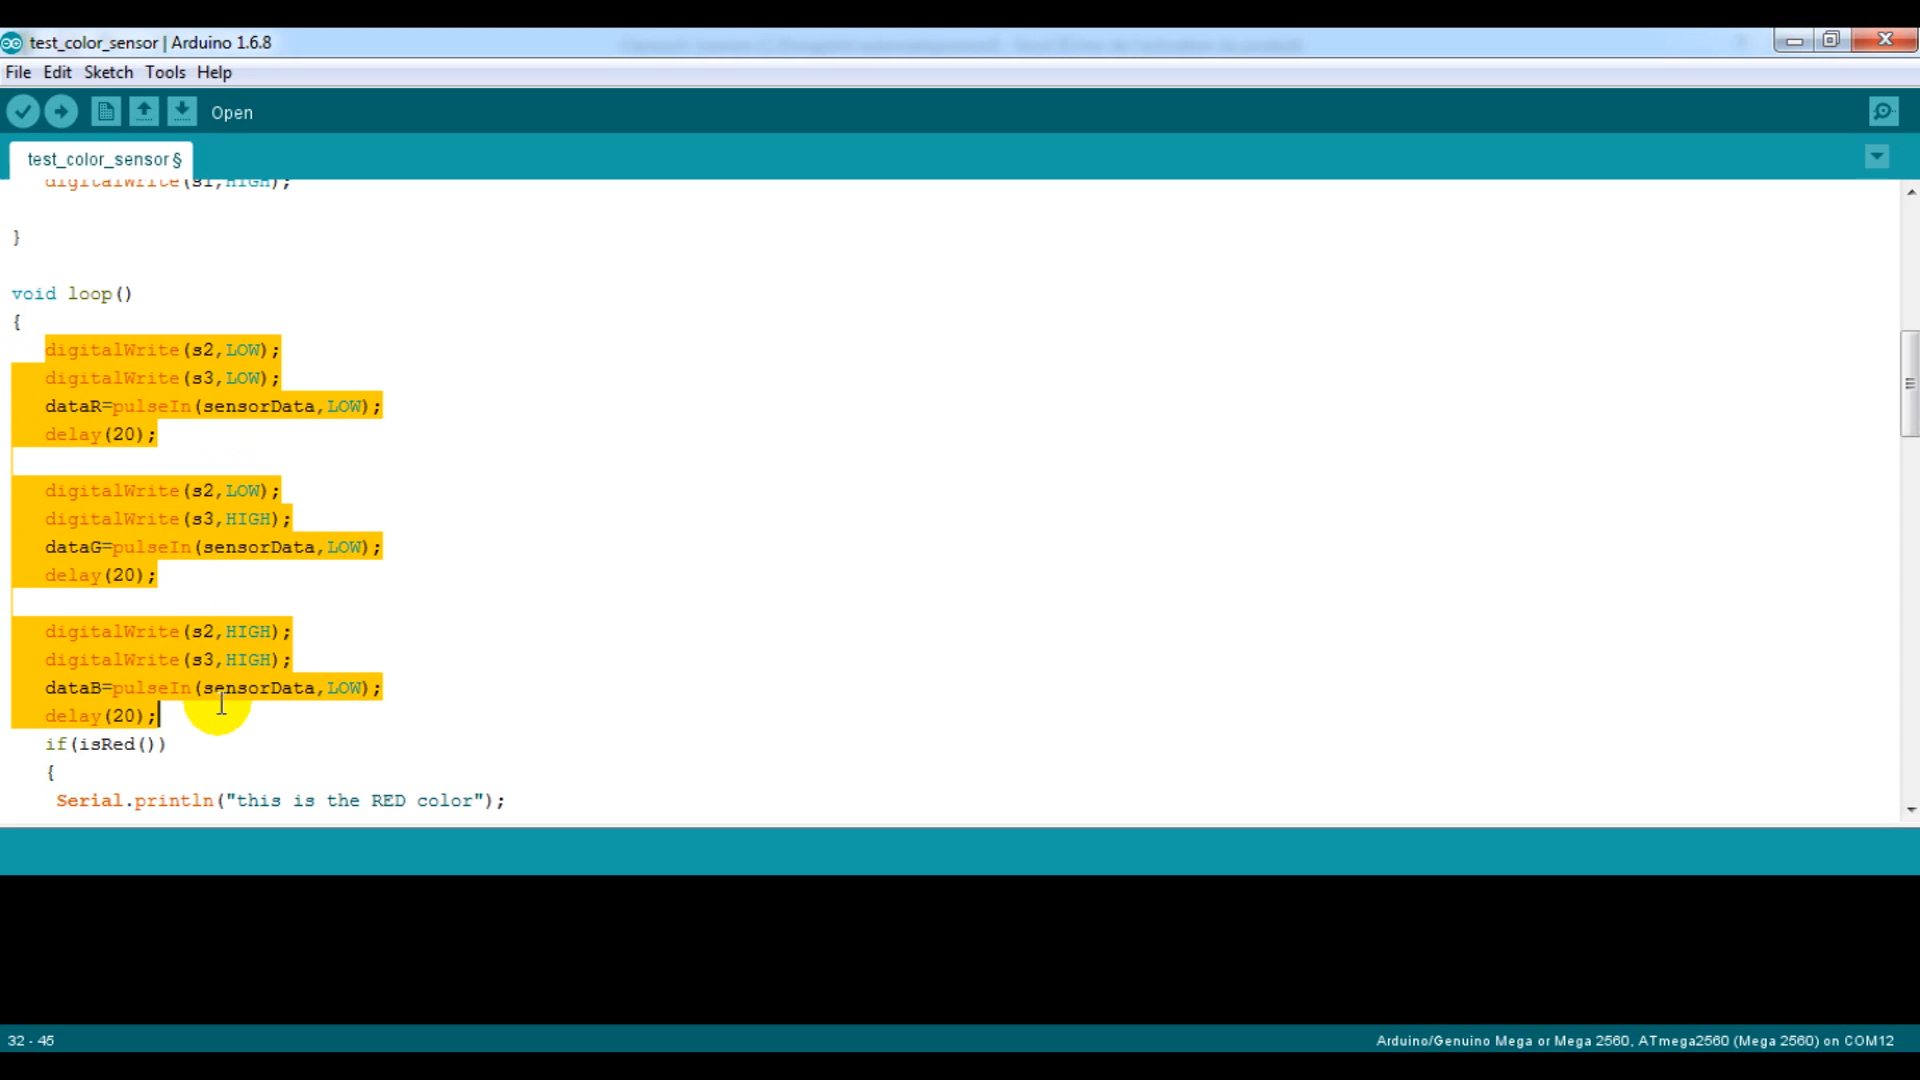 test_color_sensor | Arduino 1.6.8
File Edit Sketch Tools Help
Open
test_color_sensor §
digitalWrite(s1,HIGH);
}
void loop()
{
digitalWrite(s2,LOW);
digitalWrite(s3,LOW);
dataR=pulseIn(sensorData,LOW);
delay(20);
digitalWrite(s2,LOW);
digitalWrite(s3,HIGH);
dataG=pulseIn(sensorData,LOW);
delay(20);
digitalWrite(s2,HIGH);
digitalWrite(s3,HIGH);
dataB=pulseIn(sensorData,LOW);
delay(20);
if(isRed())
{
Serial.println("this is the RED color");
32 - 45
Arduino/Genuino Mega or Mega 2560, ATmega2560 (Mega 2560) on COM12